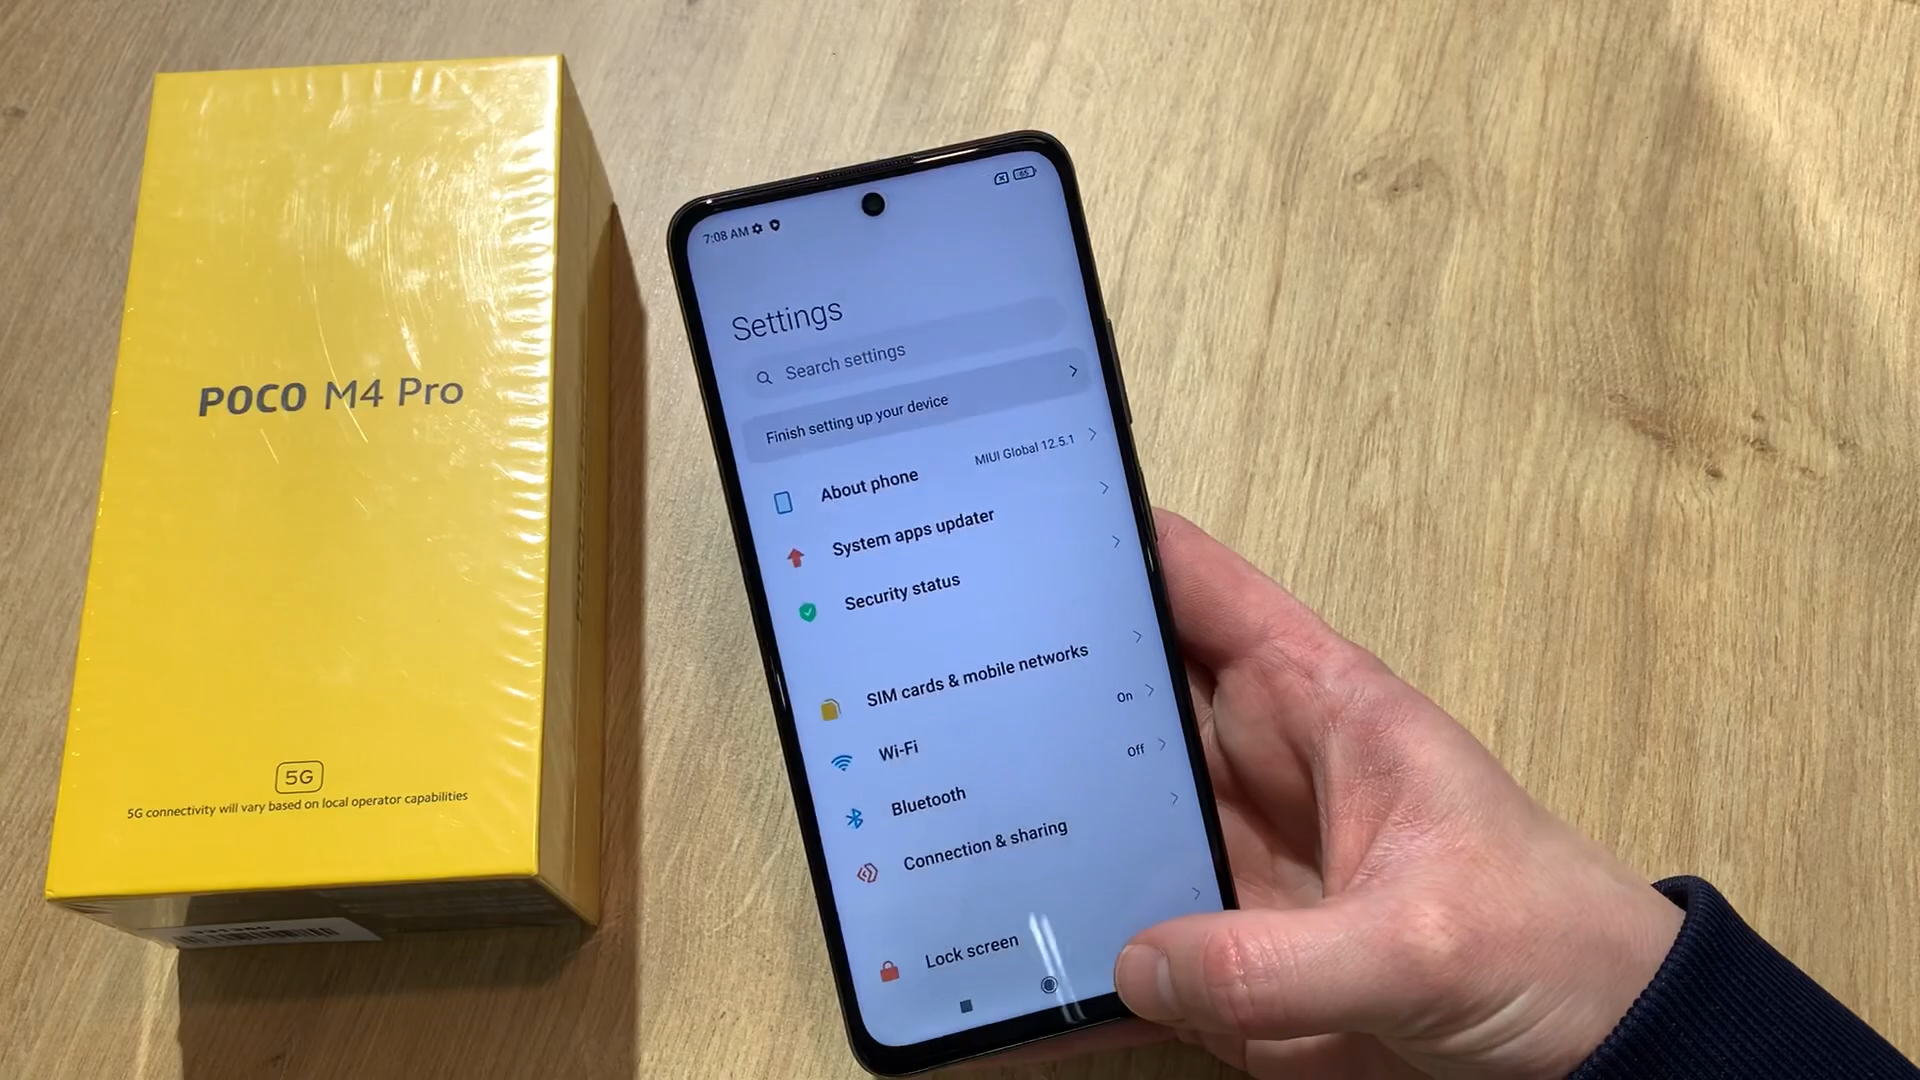 POCO M4 Pro
5G
5G connectivity will vary based on local operator capabilities
7:08 AM
65
Settings
Search settings
Finish setting up your device
About phone MIUI Global 12.5.1
System apps updater
Security status
SIM cards & mobile networks
Wi-Fi On
Bluetooth Off
Connection & sharing
Lock screen